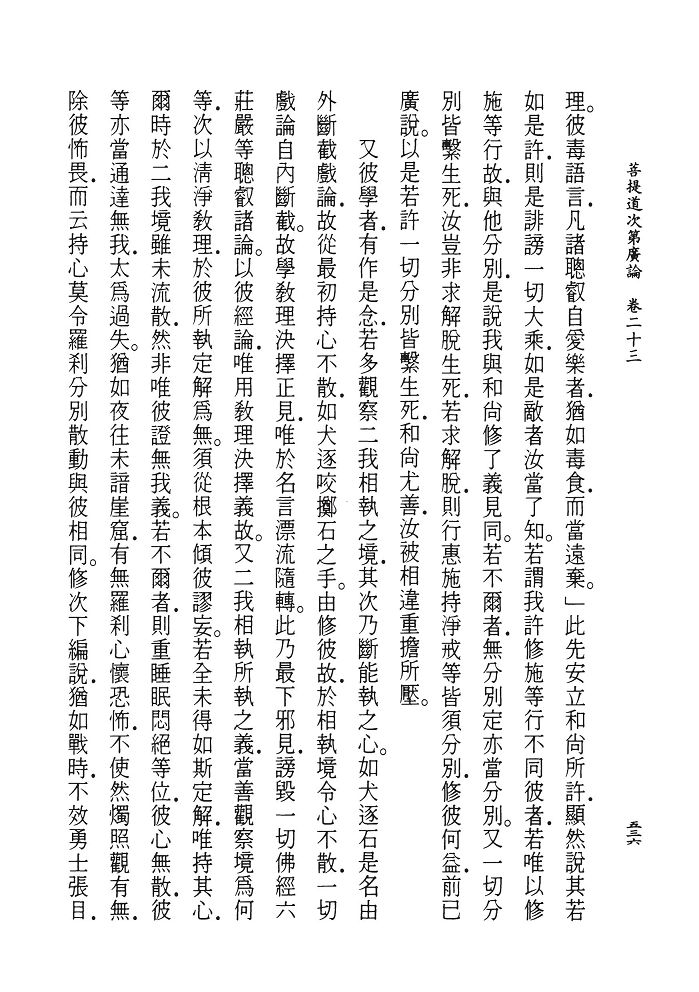 菩提道次第廣論　卷二十三
五三六
理。彼毒語言．凡諸聰叡自愛樂者．猶如毒食．而當遠棄。」此先安立和尚所許．顯然說其若
如是許．則是誹謗一切大乘．如是敵者汝當了知。若謂我許修施等行不同彼者．若唯以修
施等行故．與他分別．是說我與和尚修了義見同。若不爾者．無分別定亦當分別。又一切分
別皆繫生死．汝豈非求解脫生死．若求解脫．則行惠施持淨戒等皆須分別．修彼何益．前已
廣說。以是若許一切分別皆繫生死．和尚尤善．汝被相違重擔所壓。
又彼學者．有作是念．若多觀察二我相執之境．其次乃斷能執之心。如犬逐石是名由
外斷截戲論．故從最初持心不散．如犬逐咬擲石之手。由修彼故．於相執境令心不散．一切
戲論自內斷截。故學教理決擇正見．唯於名言漂流隨轉。此乃最下邪見．謗毀一切佛經六
莊嚴等聰叡諸論。以彼經論．唯用教理決擇義故。又二我相執所執之義．當善觀察境為何
等．次以清淨教理．於彼所執定解為無。須從根本傾彼謬妄。若全未得如斯定解．唯持其心．
爾時於二我境雖未流散．然非唯彼證無我義。若不爾者．則重睡眠悶絕等位．彼心無散．彼
等亦當通達無我．太為過失。猶如夜往未諳崖窟．有無羅剎心懷恐怖．不使然燭照觀有無．
除彼怖畏．而云持心莫令羅剎分別散動與彼相同。修次下編說．猶如戰時．不效勇士張目．